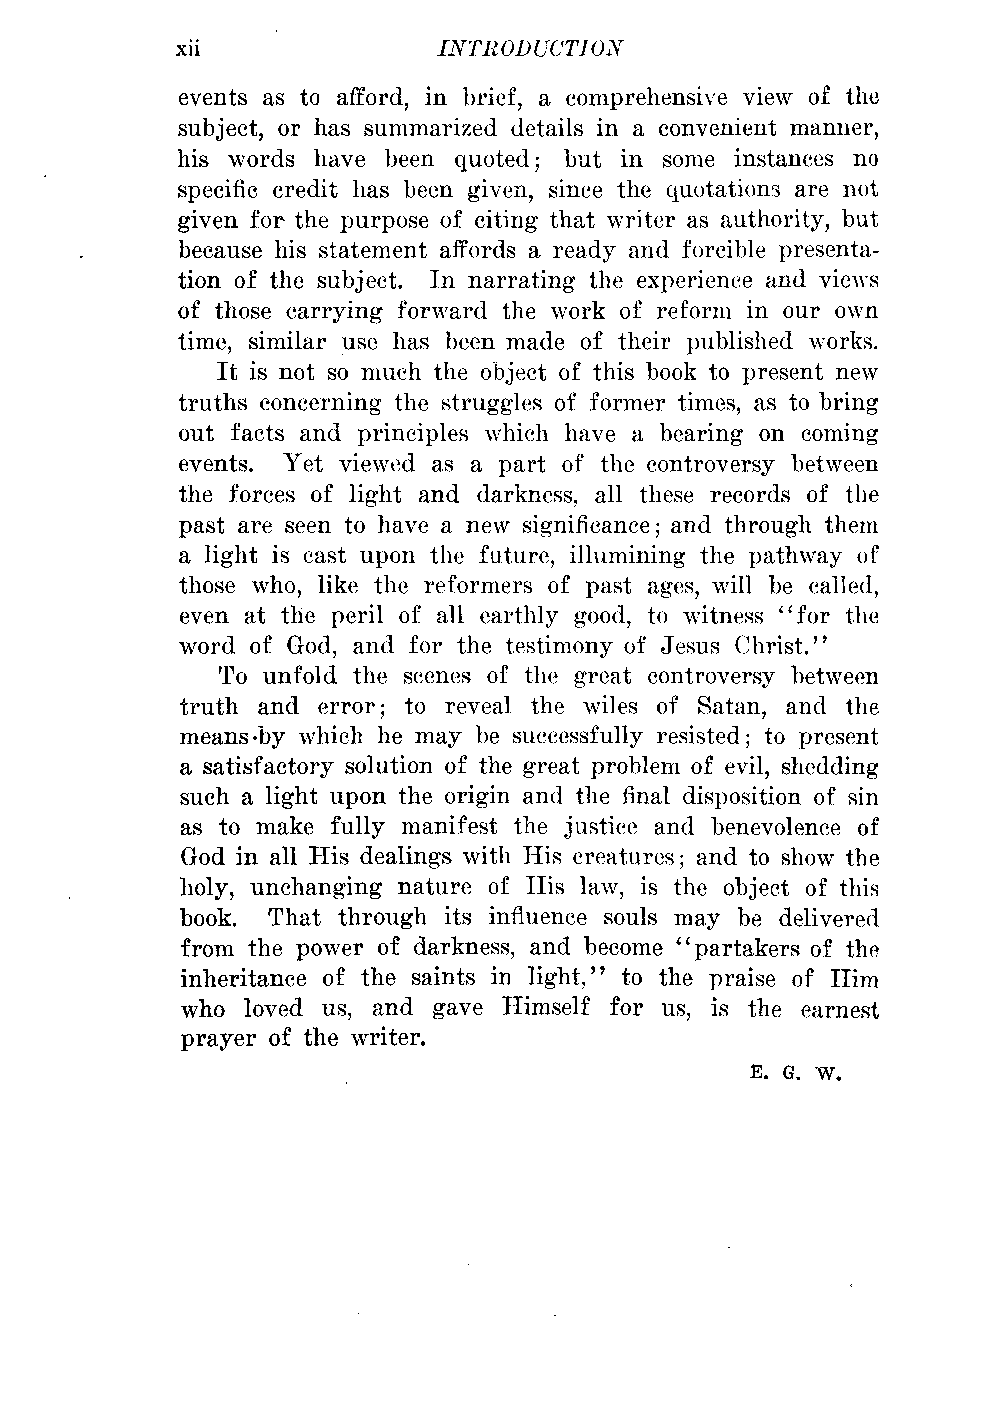 xii INTRODUCTION
events as to afford, in brief, a comprehensive view of the
subject, or has summarized details in a convenient manner,
his words have been quoted; but in some instances no
specific credit has been given, since the quotations are not
given for the purpose of citing that writer as authority, but
because his statement affords a ready and forcible presenta-
tion of the subject. In narrating the experience and views
of those carrying forward the work of reform in our own
time, similar use has been made of their published works.
It is not so much the object of this book to present new
truths concerning the struggles of former times, as to bring
out facts and principles which have a bearing on coming
events. Yet viewed as a part of the controversy between
the forces of light and darkness, all these records of the
past are seen to have a new significance; and through them
a light is cast upon the future, illumining the pathway of
those who, like the reformers of past ages, will be called,
even at the peril of all earthly good, to witness "for the
word of God, and for the testimony of Jesus Christ."
To unfold the scenes of the great controversy between
truth and error; to reveal the wiles of Satan, and the
means by which he may be successfully resisted; to present
a satisfactory solution of the great problem of evil, shedding
such a light upon the origin and the final disposition of sin
as to make fully manifest the justice and benevolence of
God in all His dealings with His creatures; and to show the
holy, unchanging nature of His law, is the object of this
book. That through its influence souls may be delivered
from the power of darkness, and become "partakers of the
inheritance of the saints in light," to the praise of Him
who loved us, and gave Himself for us, is the earnest
prayer of the writer.
E. G. W.